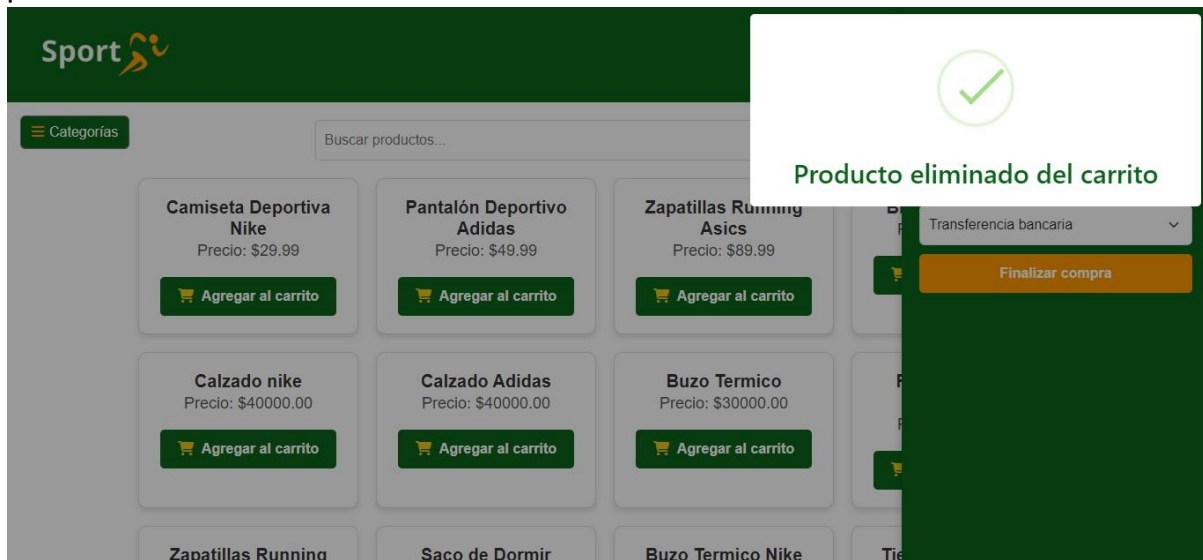 Sport
Producto eliminado del carrito
Categorías
Buscar productos...
Transferencia bancaria
Finalizar compra
Camiseta Deportiva
Nike
Precio: $29.99
Agregar al carrito
Pantalón Deportivo
Adidas
Precio: $49.99
Agregar al carrito
Zapatillas Running
Asics
Precio: $89.99
Agregar al carrito
Calzado nike
Precio: $40000.00
Agregar al carrito
Calzado Adidas
Precio: $40000.00
Agregar al carrito
Buzo Termico
Precio: $30000.00
Agregar al carrito
Zapatillas Running
Saco de Dormir
Buzo Termico Nike